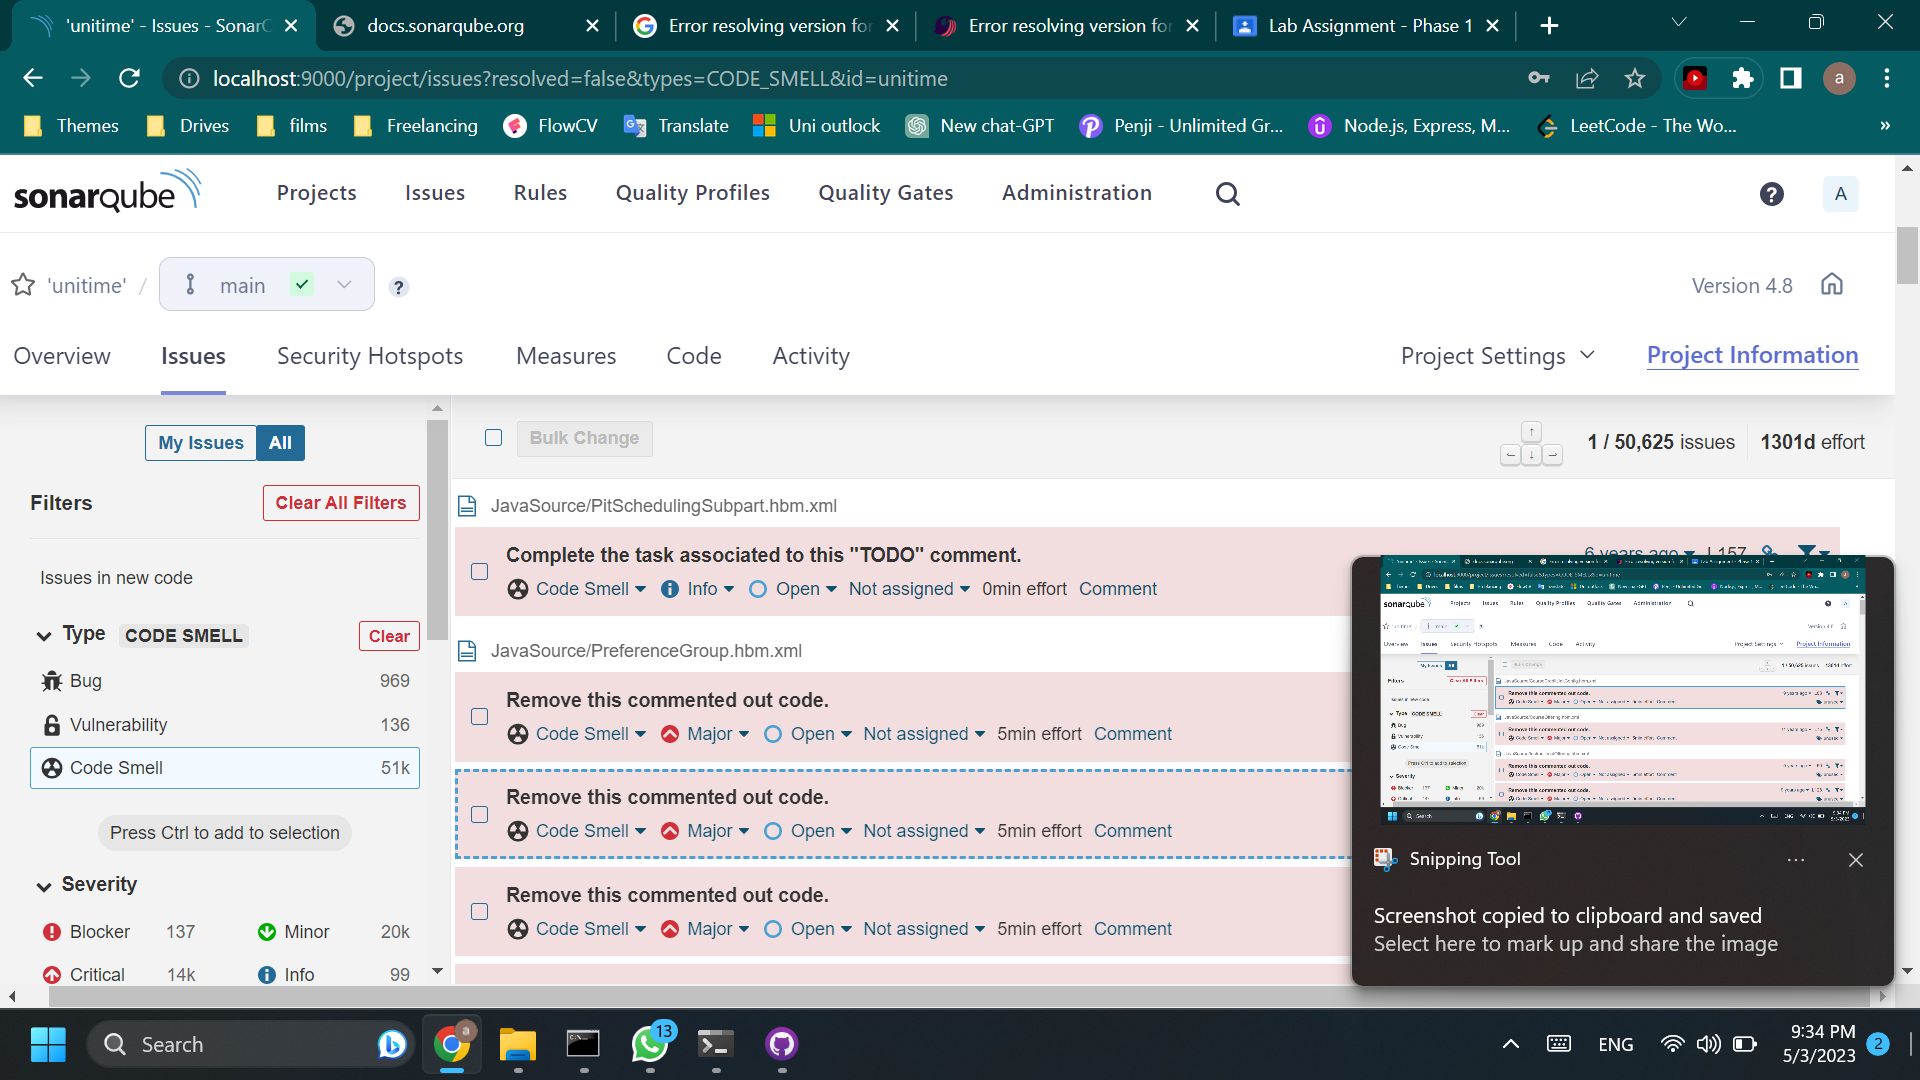 'unitime' - Issues - SonarQ
docs.sonarqube.org
Error resolving version for
Error resolving version for
Lab Assignment - Phase 1
localhost:9000/project/issues?resolved=false&types=CODE_SMELL&id=unitime
a
Themes
Drives
films
Freelancing
FlowCV
Translate
Uni outlock
New chat-GPT
Penji - Unlimited Gr...
Node.js, Express, M...
LeetCode - The Wo...
»
sonarqube
Projects
Issues
Rules
Quality Profiles
Quality Gates
Administration
?
A
'unitime' /
main
?
Version 4.8
Overview
Issues
Security Hotspots
Measures
Code
Activity
Project Settings
Project Information
My Issues
All
Bulk Change
1 / 50,625 issues
1301d effort
Filters
Clear All Filters
Issues in new code
Type
CODE SMELL
Clear
Bug
969
Vulnerability
136
Code Smell
51k
Press Ctrl to add to selection
Severity
Blocker 137
Minor 20k
Critical 14k
Info 99
JavaSource/PitSchedulingSubpart.hbm.xml
Complete the task associated to this "TODO" comment.
6 years ago
L157
Code Smell Info Open Not assigned 0min effort Comment
JavaSource/PreferenceGroup.hbm.xml
Remove this commented out code.
Code Smell Major Open Not assigned 5min effort Comment
Remove this commented out code.
Code Smell Major Open Not assigned 5min effort Comment
Remove this commented out code.
Code Smell Major Open Not assigned 5min effort Comment
Snipping Tool
Screenshot copied to clipboard and saved
Select here to mark up and share the image
Search
a
13
ENG
9:34 PM
5/3/2023
2